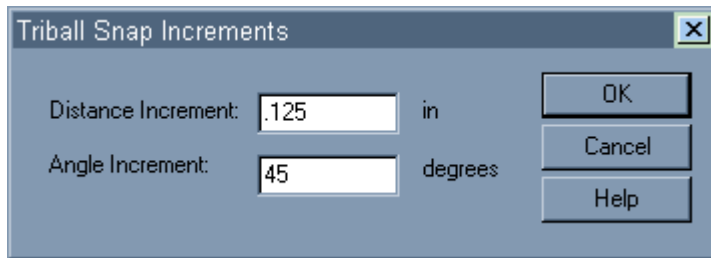 Triball Snap Increments
Distance Increment: .125 in
OK
Angle Increment: 45 degrees
Cancel
Help